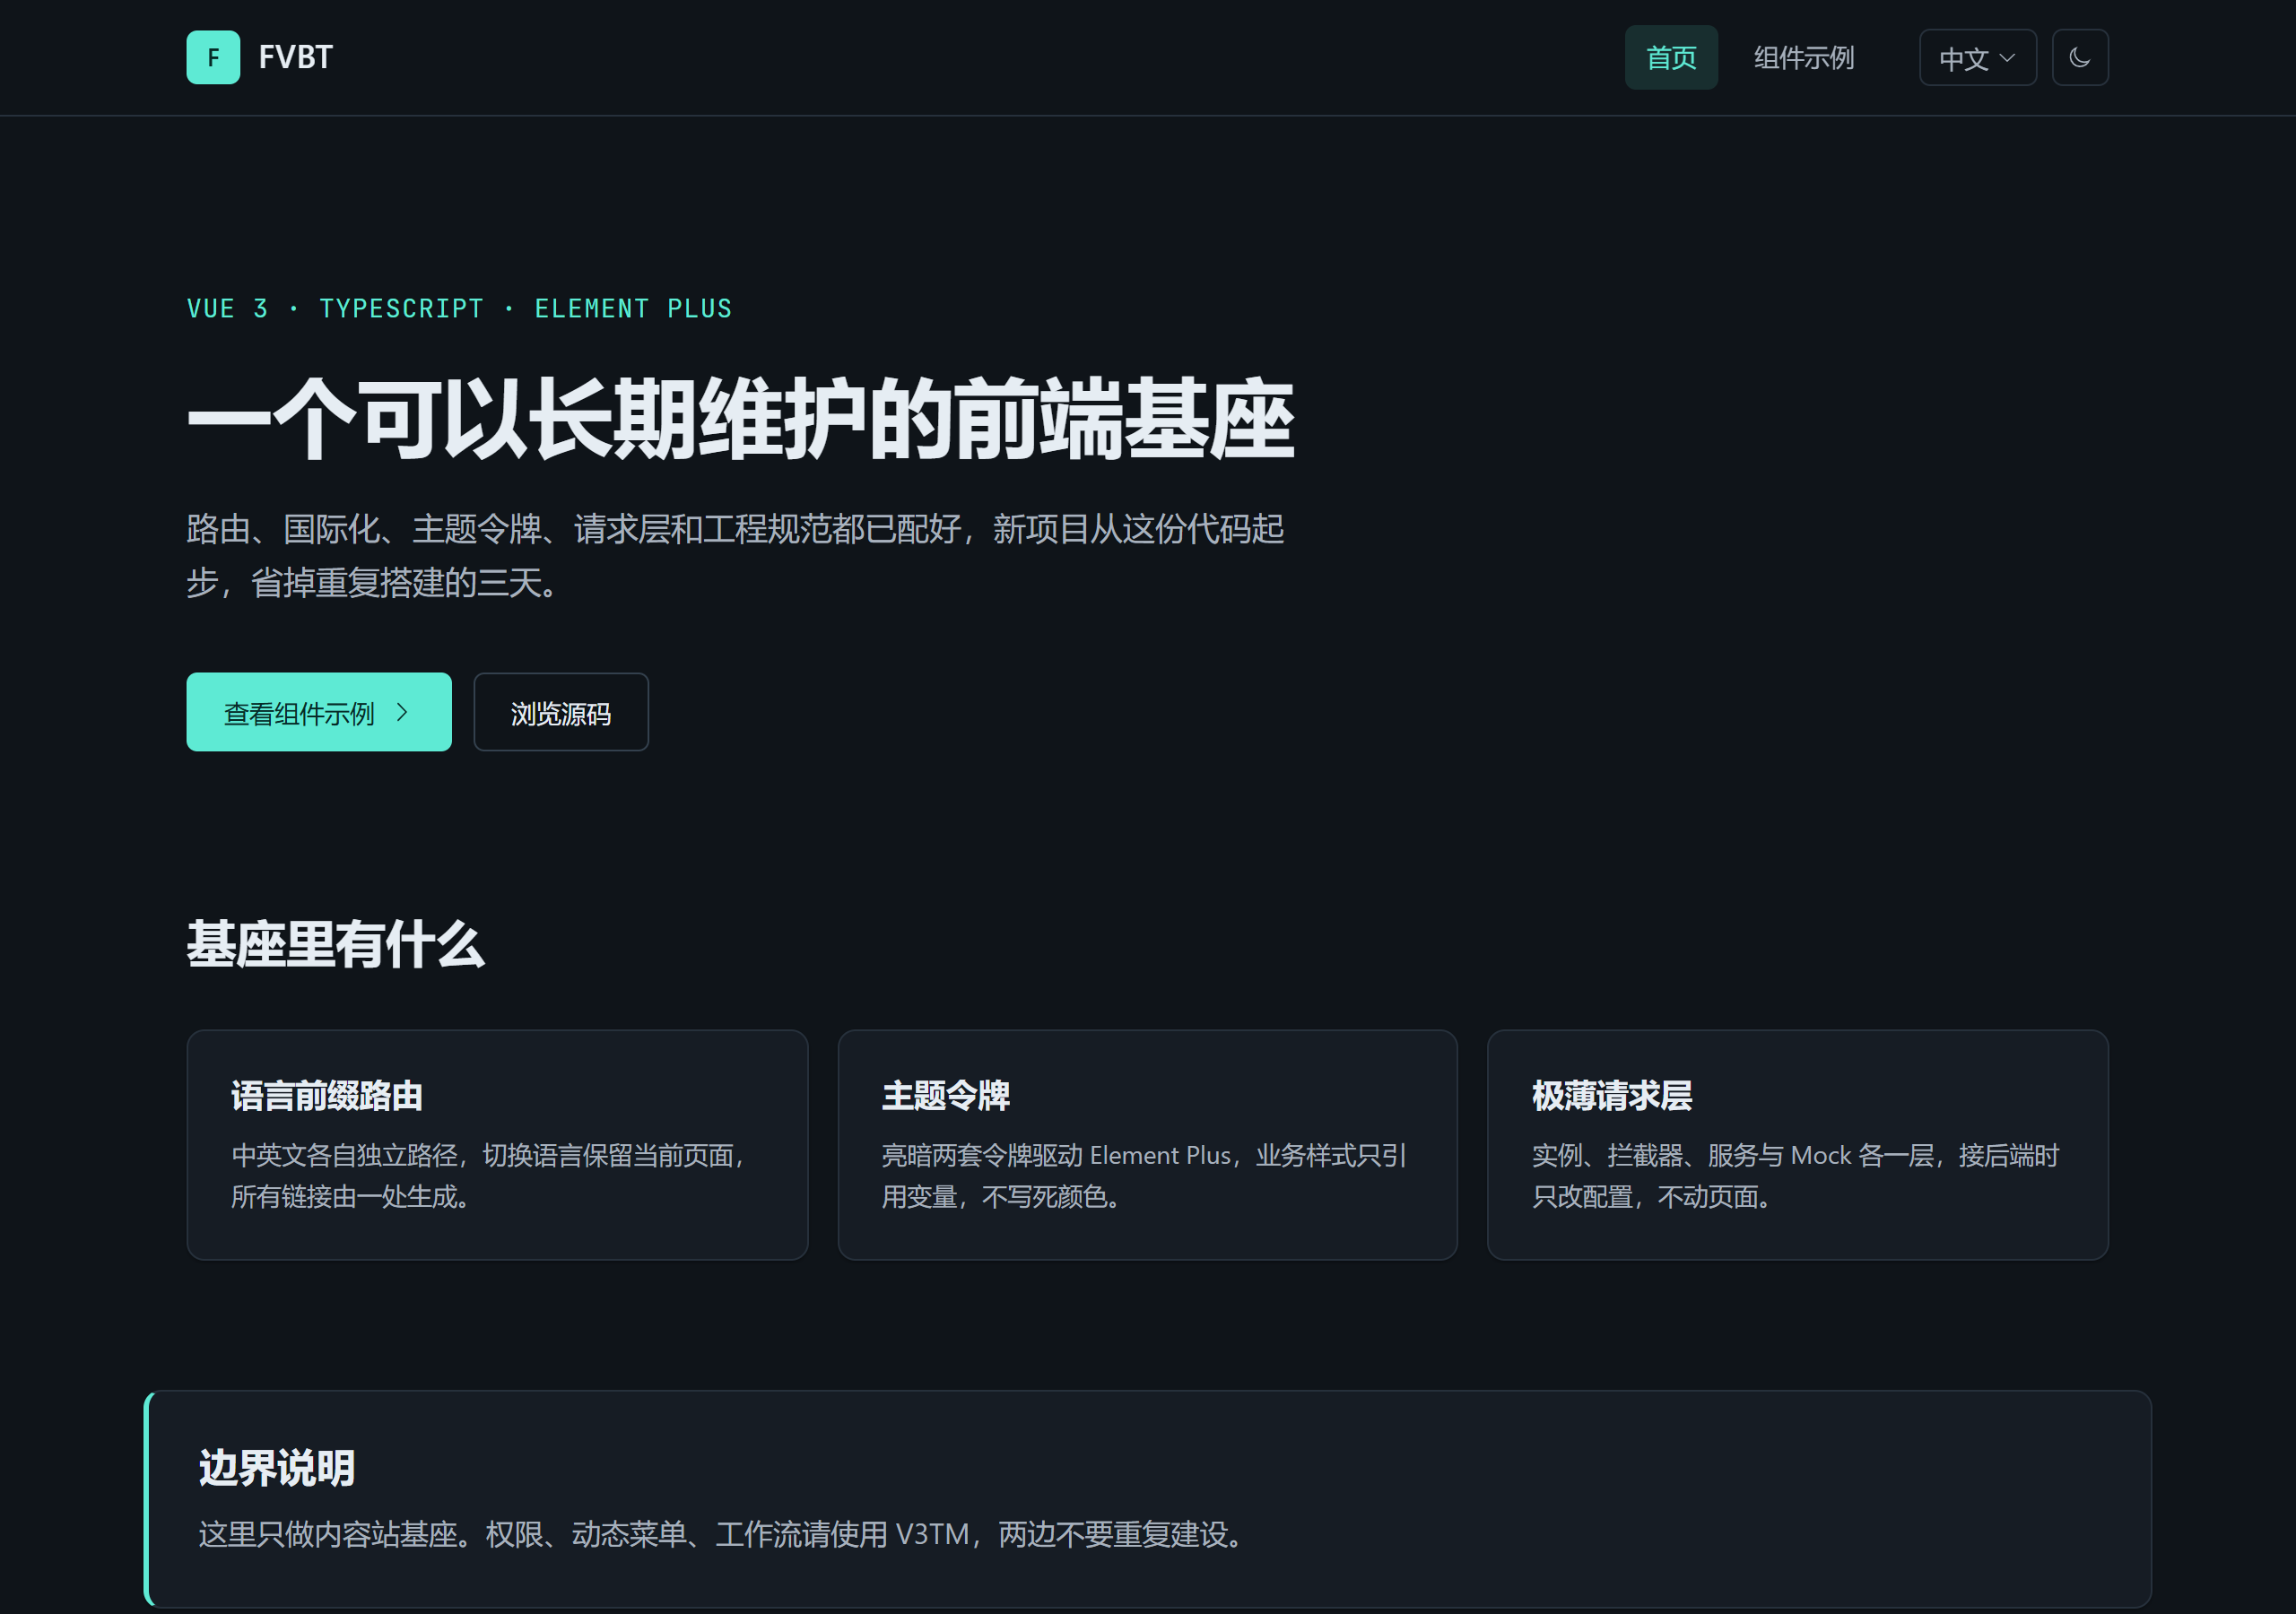 F FVBT 首页 组件示例 中文
VUE 3 · TYPESCRIPT · ELEMENT PLUS
一个可以长期维护的前端基座
路由、国际化、主题令牌、请求层和工程规范都已配好，新项目从这份代码起
步，省掉重复搭建的三天。
查看组件示例 浏览源码
基座里有什么
语言前缀路由
中英文各自独立路径，切换语言保留当前页面，
所有链接由一处生成。
主题令牌
亮暗两套令牌驱动 Element Plus，业务样式只引
用变量，不写死颜色。
极薄请求层
实例、拦截器、服务与 Mock 各一层，接后端时
只改配置，不动页面。
边界说明
这里只做内容站基座。权限、动态菜单、工作流请使用 V3TM，两边不要重复建设。